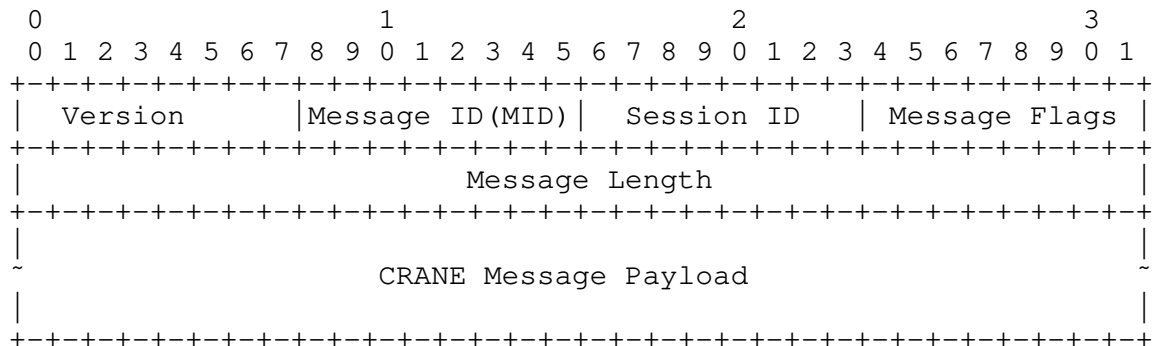 0                   1                   2                   3
 0 1 2 3 4 5 6 7 8 9 0 1 2 3 4 5 6 7 8 9 0 1 2 3 4 5 6 7 8 9 0 1
+-+-+-+-+-+-+-+-+-+-+-+-+-+-+-+-+-+-+-+-+-+-+-+-+-+-+-+-+-+-+-+-+
|  Version      |Message ID(MID)|  Session ID   | Message Flags |
+-+-+-+-+-+-+-+-+-+-+-+-+-+-+-+-+-+-+-+-+-+-+-+-+-+-+-+-+-+-+-+-+
|                         Message Length                        |
+-+-+-+-+-+-+-+-+-+-+-+-+-+-+-+-+-+-+-+-+-+-+-+-+-+-+-+-+-+-+-+-+
|                                                               |
~                    CRANE Message Payload                      ~
|                                                               |
+-+-+-+-+-+-+-+-+-+-+-+-+-+-+-+-+-+-+-+-+-+-+-+-+-+-+-+-+-+-+-+-+